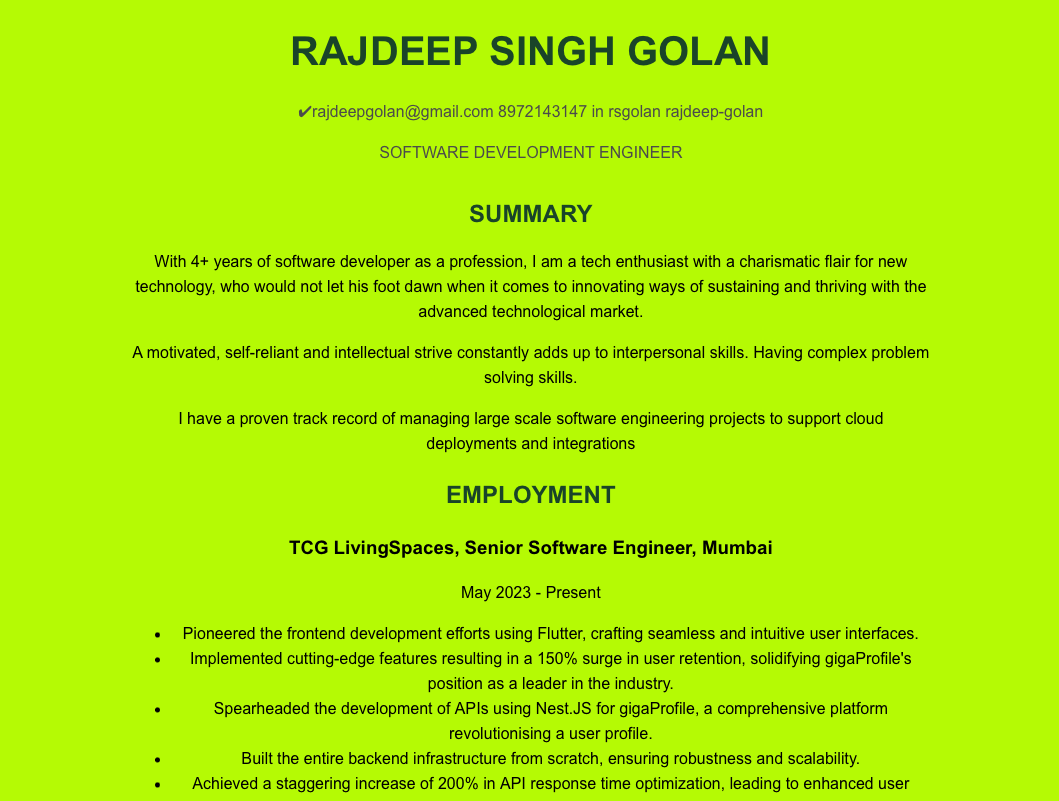 RAJDEEP SINGH GOLAN
✔rajdeepgolan@gmail.com 8972143147 in rsgolan rajdeep-golan
SOFTWARE DEVELOPMENT ENGINEER
SUMMARY
With 4+ years of software developer as a profession, I am a tech enthusiast with a charismatic flair for new
technology, who would not let his foot dawn when it comes to innovating ways of sustaining and thriving with the
advanced technological market.
A motivated, self-reliant and intellectual strive constantly adds up to interpersonal skills. Having complex problem
solving skills.
I have a proven track record of managing large scale software engineering projects to support cloud
deployments and integrations
EMPLOYMENT
TCG LivingSpaces, Senior Software Engineer, Mumbai
May 2023 - Present
• Pioneered the frontend development efforts using Flutter, crafting seamless and intuitive user interfaces.
• Implemented cutting-edge features resulting in a 150% surge in user retention, solidifying gigaProfile's
position as a leader in the industry.
• Spearheaded the development of APIs using Nest.JS for gigaProfile, a comprehensive platform
revolutionising a user profile.
• Built the entire backend infrastructure from scratch, ensuring robustness and scalability.
• Achieved a staggering increase of 200% in API response time optimization, leading to enhanced user